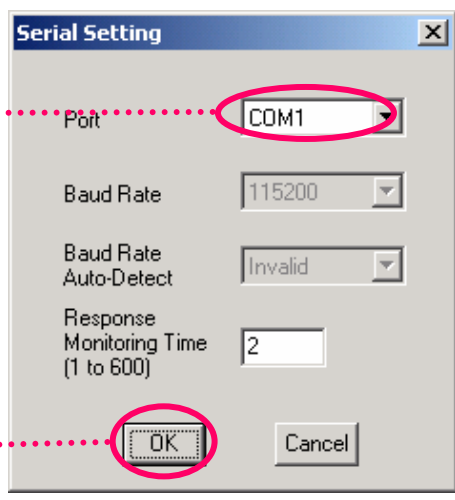 Serial Setting
Port COM1
Baud Rate 115200
Baud Rate
Auto-Detect Invalid
Response
Monitoring Time
(1 to 600) 2
OK Cancel